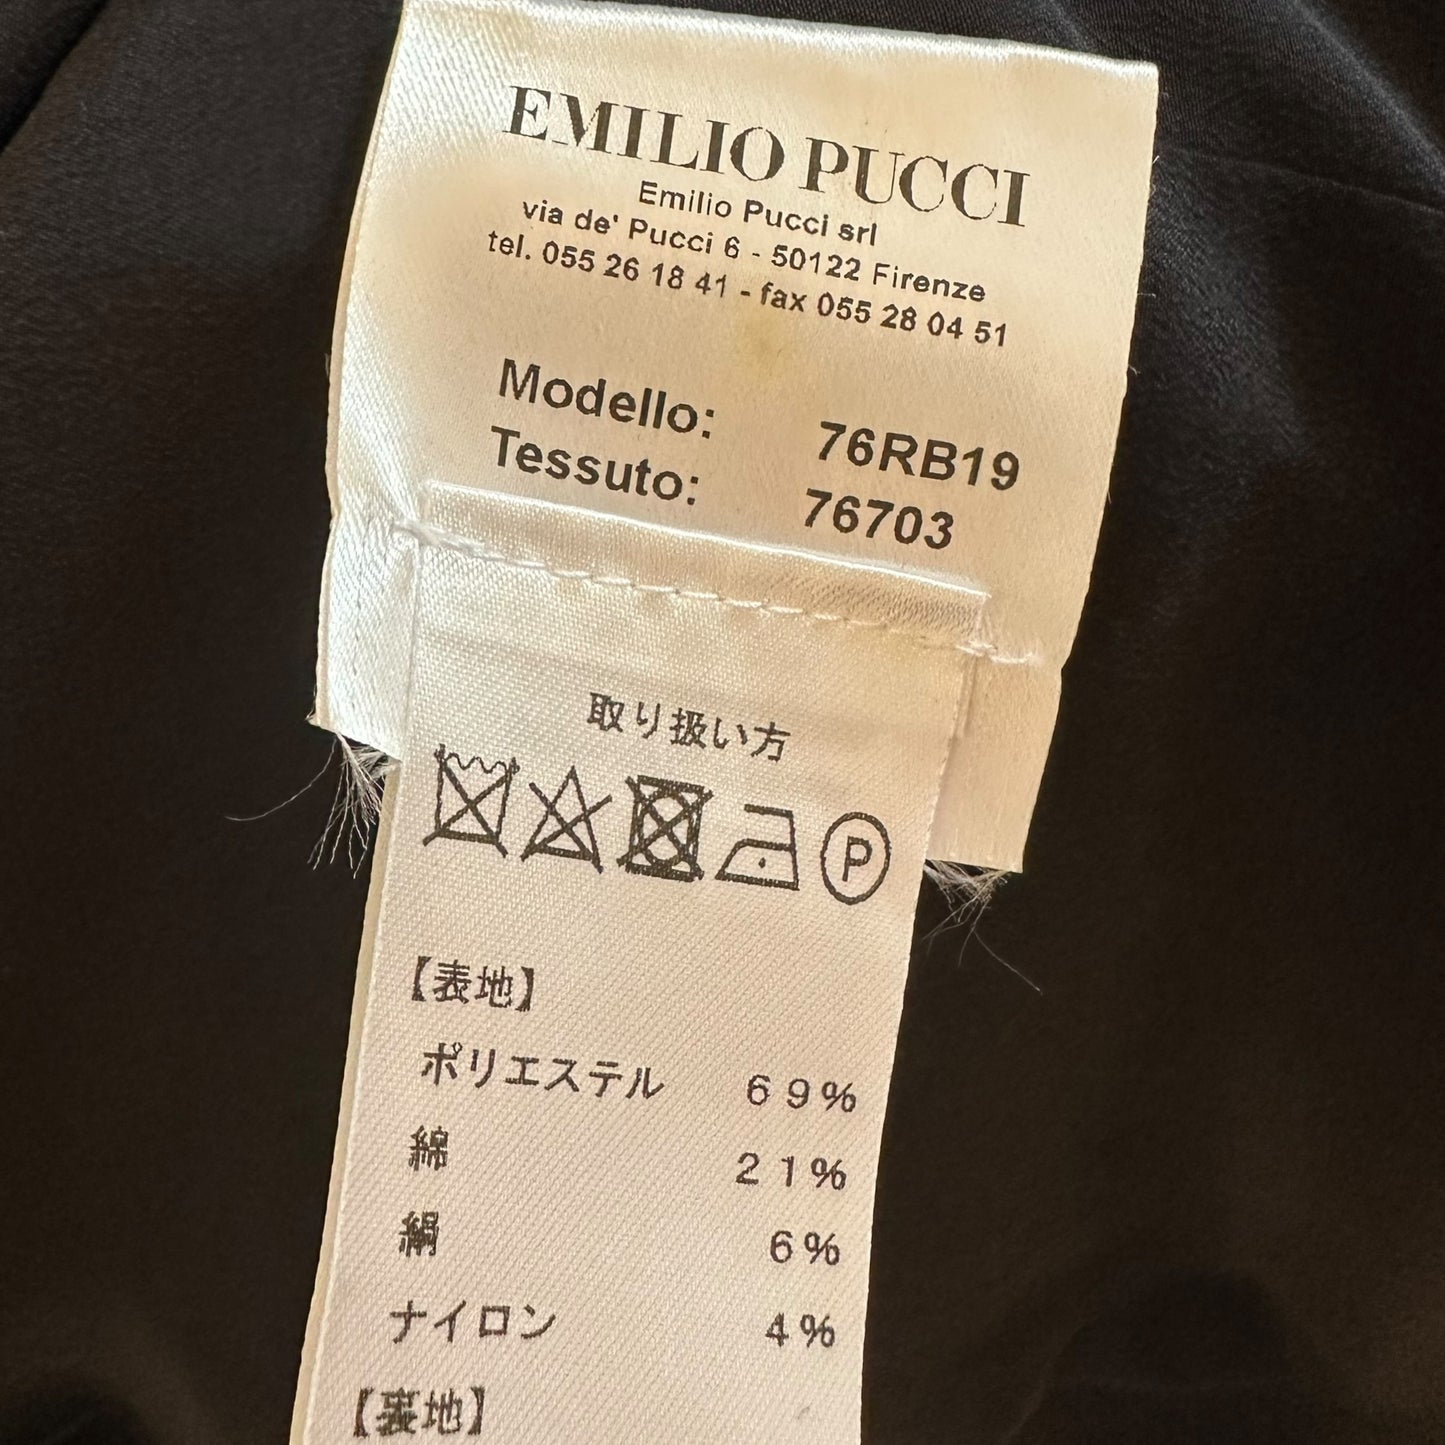 EMILIO PUCCI
Emilio Pucci srl
via de' Pucci 6 - 50122 Firenze
tel. 055 26 18 41 - fax 055 28 04 51
Modello: 76RB19
Tessuto: 76703
取り扱い方
P
【表地】
ポリエステル 69%
綿 21%
絹 6%
ナイロン 4%
【裏地】